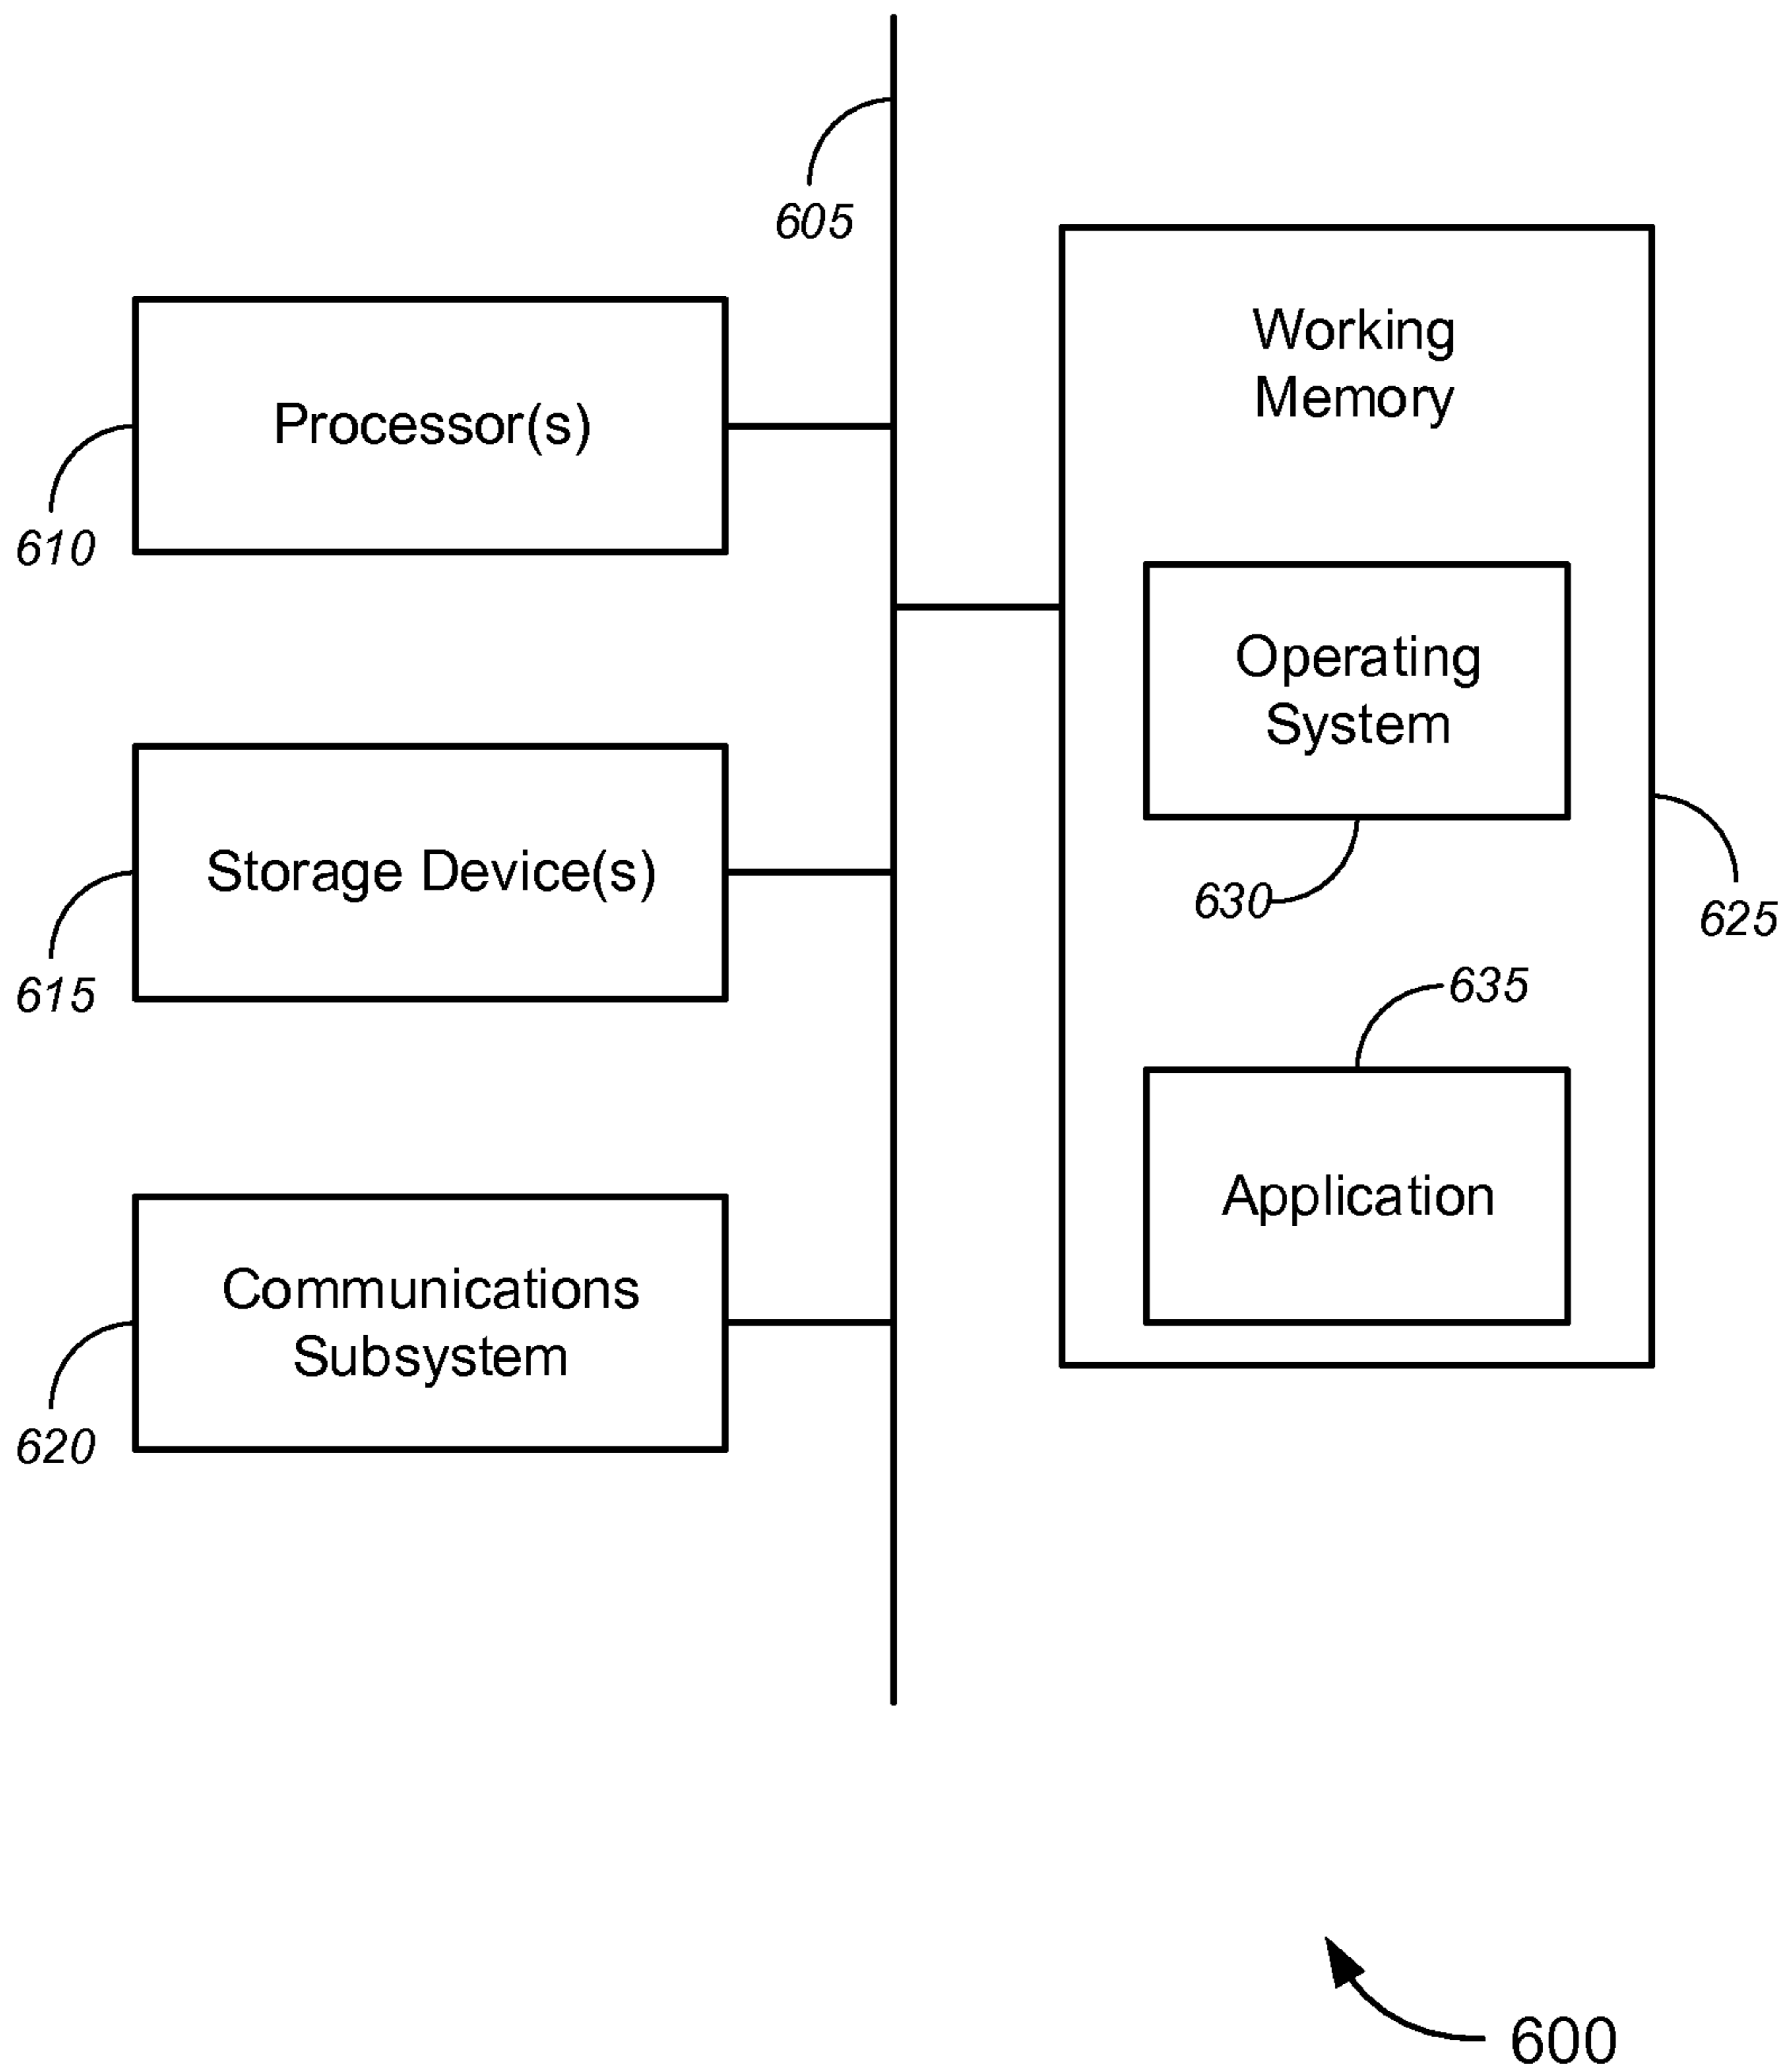 605
Processor(s)
610
Storage Device(s)
615
Communications
Subsystem
620
Working
Memory
Operating
System
630
625
635
Application
600